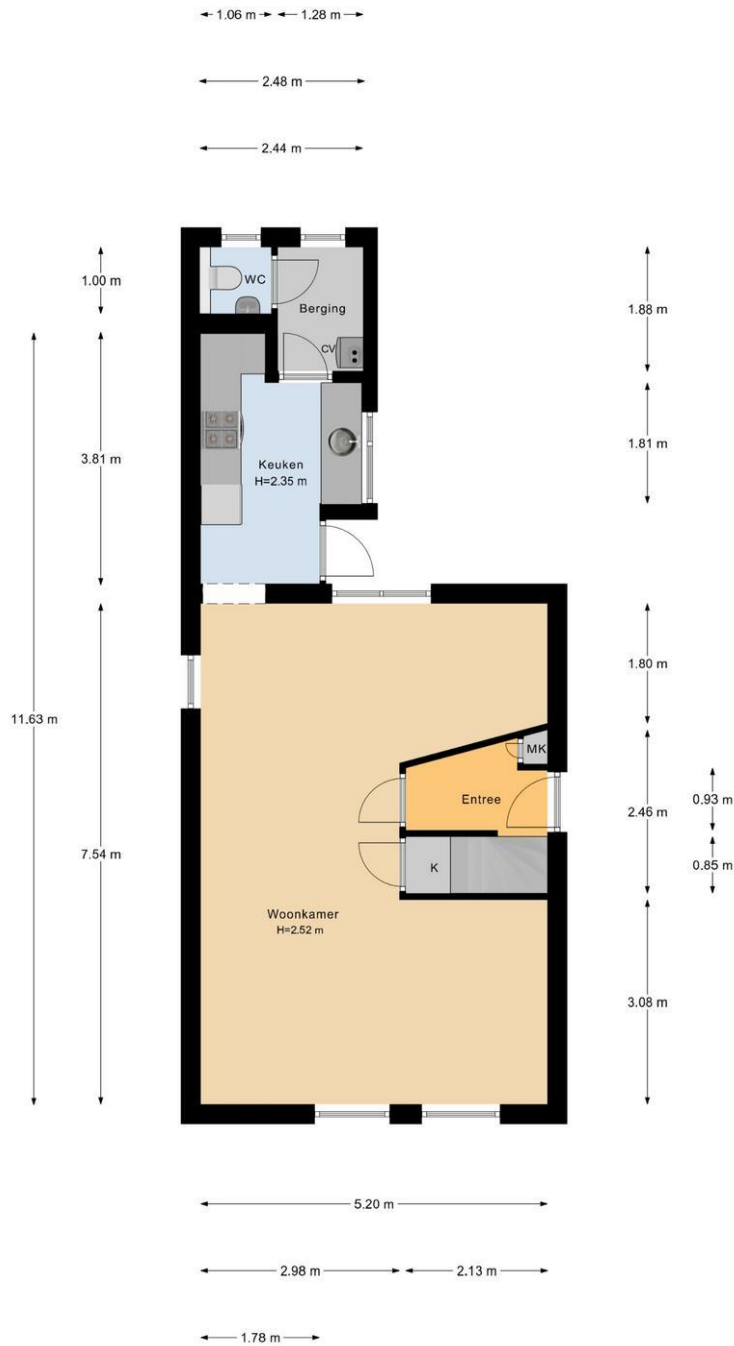 1.06 m
1.28 m
2.48 m
2.44 m
1.00 m
WC
Berging
1.88 m
CV
3.81 m
Keuken
H=2.35 m
1.81 m
1.80 m
11.63 m
MK
Entree
0.93 m
2.46 m
7.54 m
K
0.85 m
Woonkamer
H=2.52 m
3.08 m
5.20 m
2.98 m
2.13 m
1.78 m